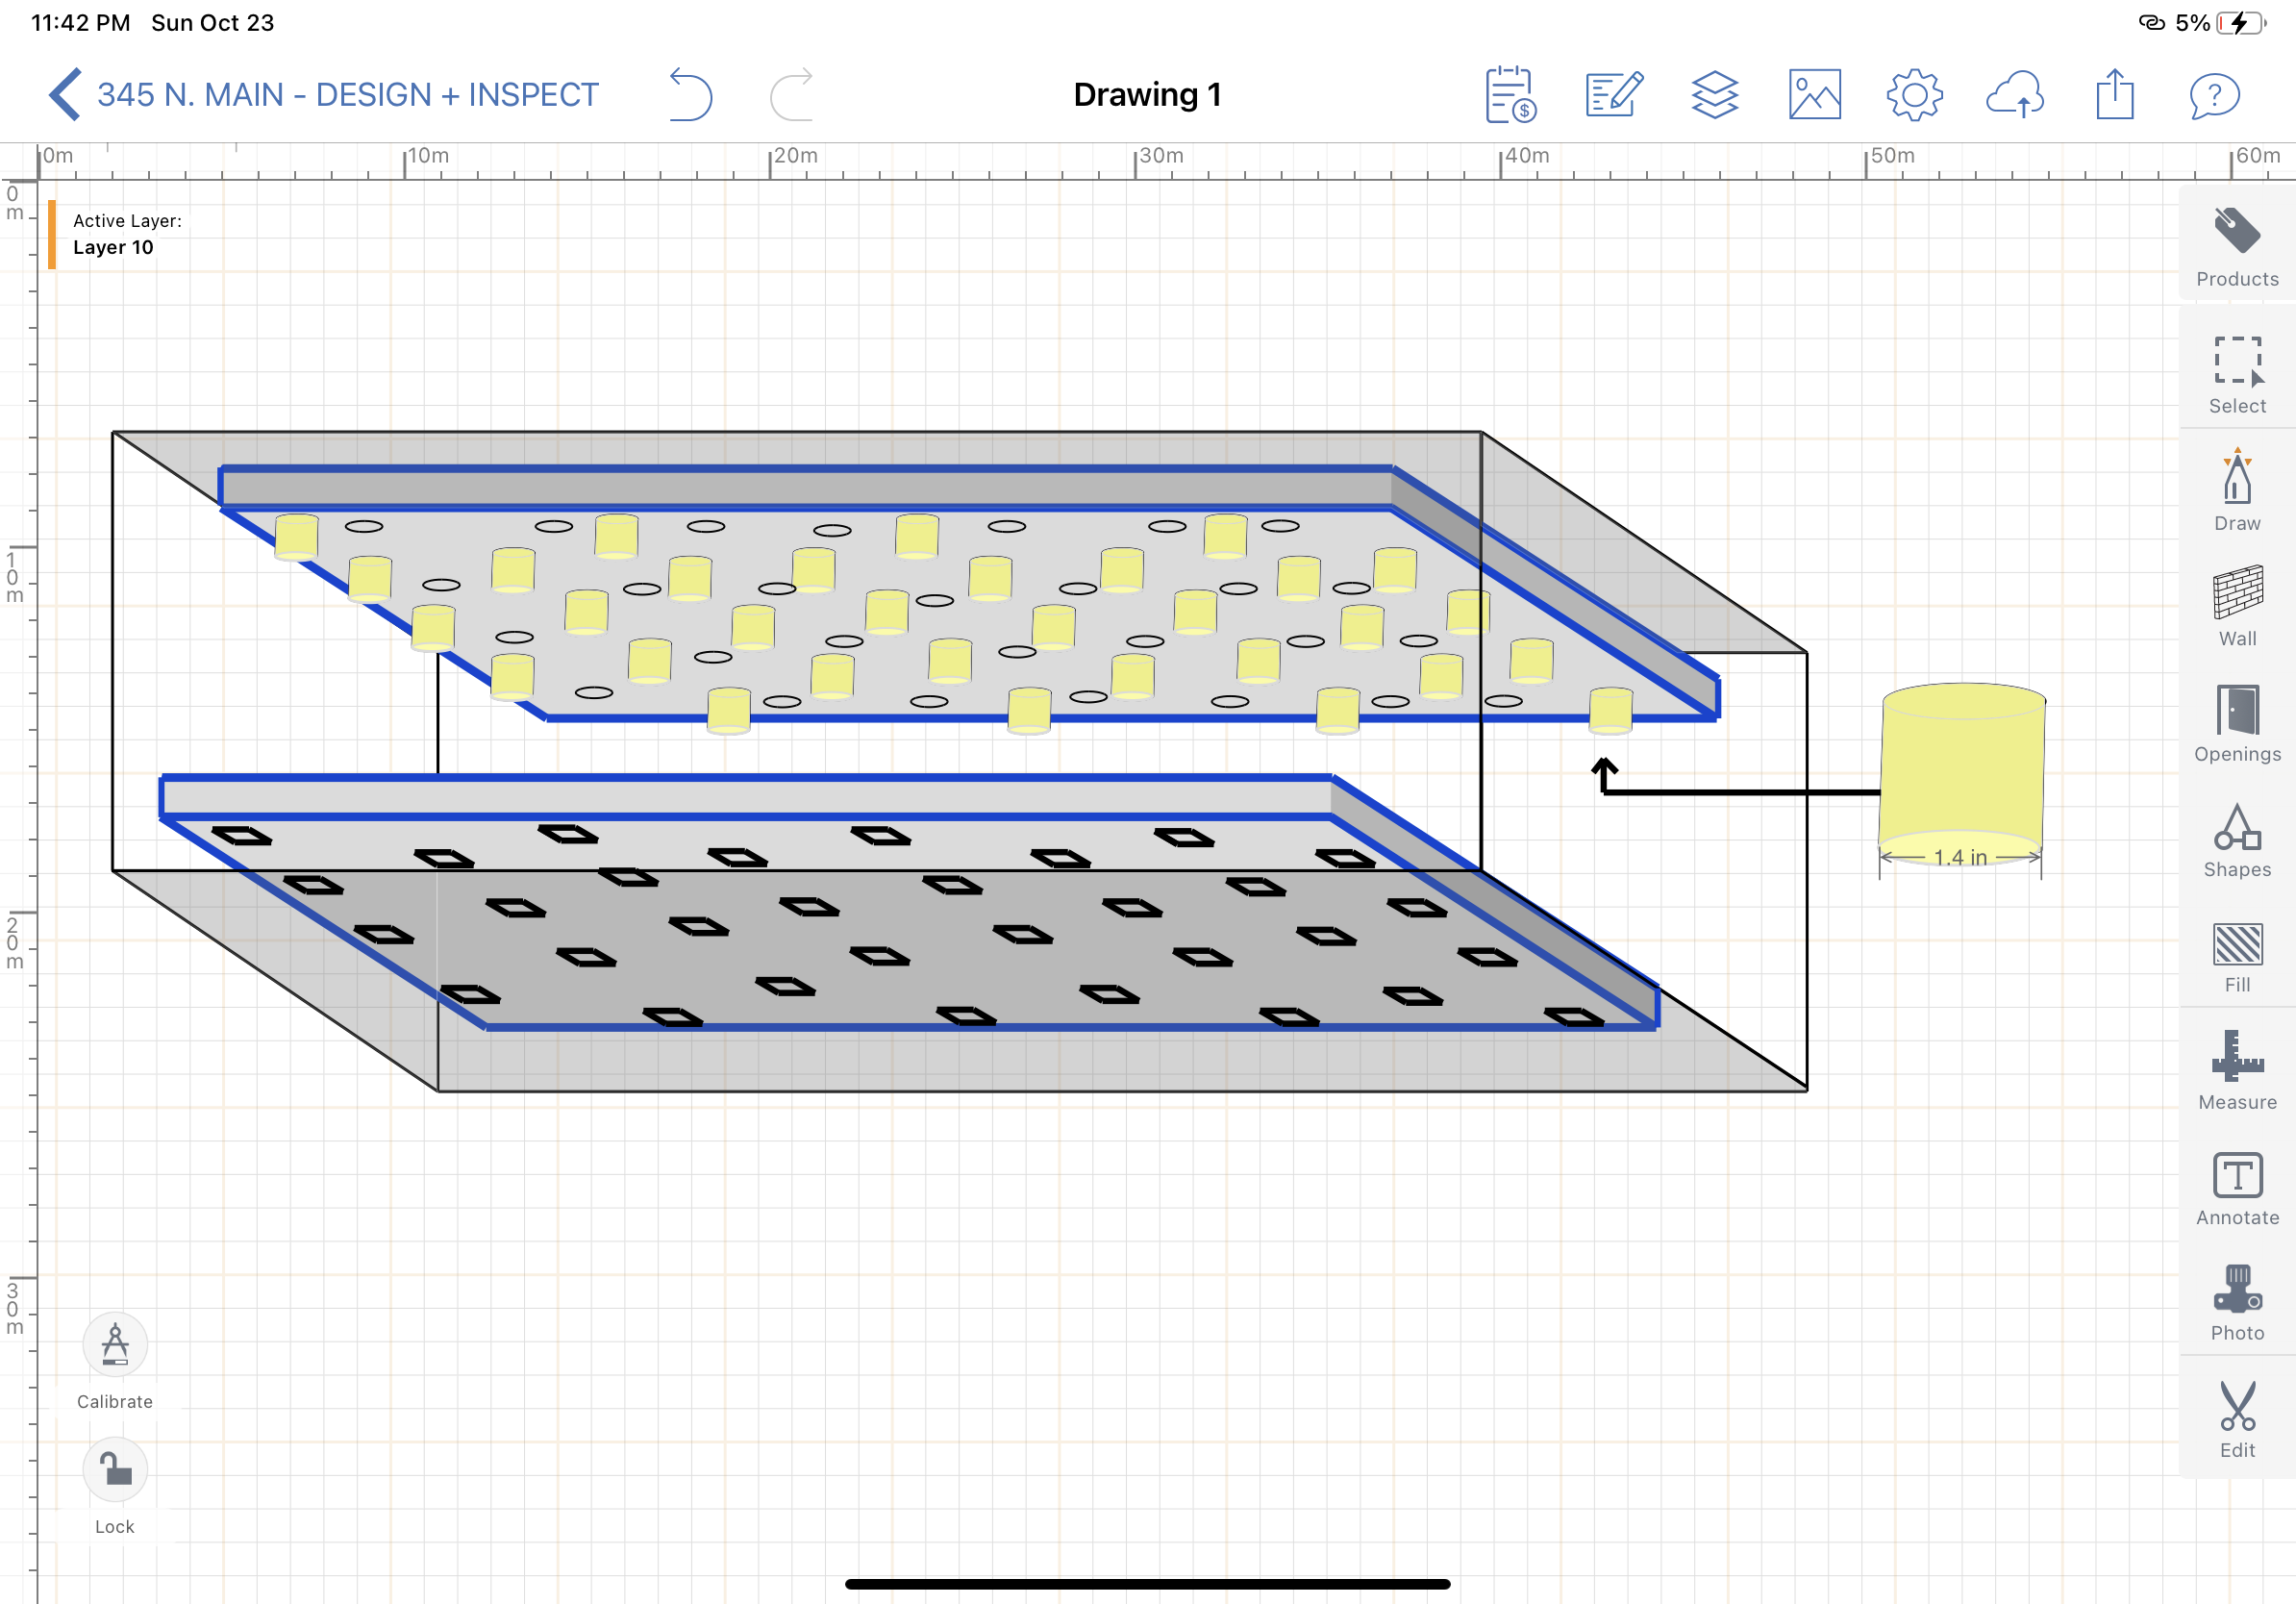 11:42 PM Sun Oct 23
5%
345 N. MAIN - DESIGN + INSPECT
Drawing 1
$
?
0m 10m 20m 30m 40m 50m 60m
0
m
Active Layer:
Layer 10
Products
Select
Draw
1
0
m
Wall
Openings
1.4 in
Shapes
2
0
m
Fill
Measure
T
Annotate
3
0
m
Photo
Calibrate
Edit
Lock